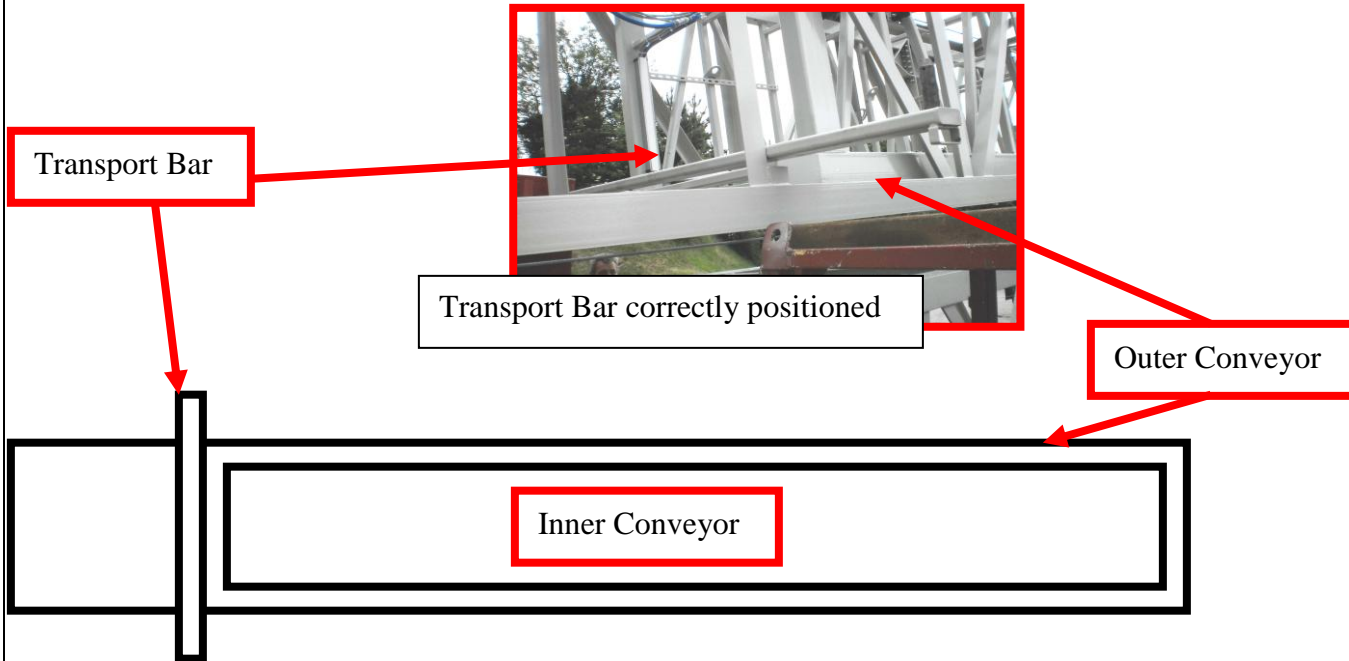 Transport Bar
Transport Bar correctly positioned
Outer Conveyor
Inner Conveyor